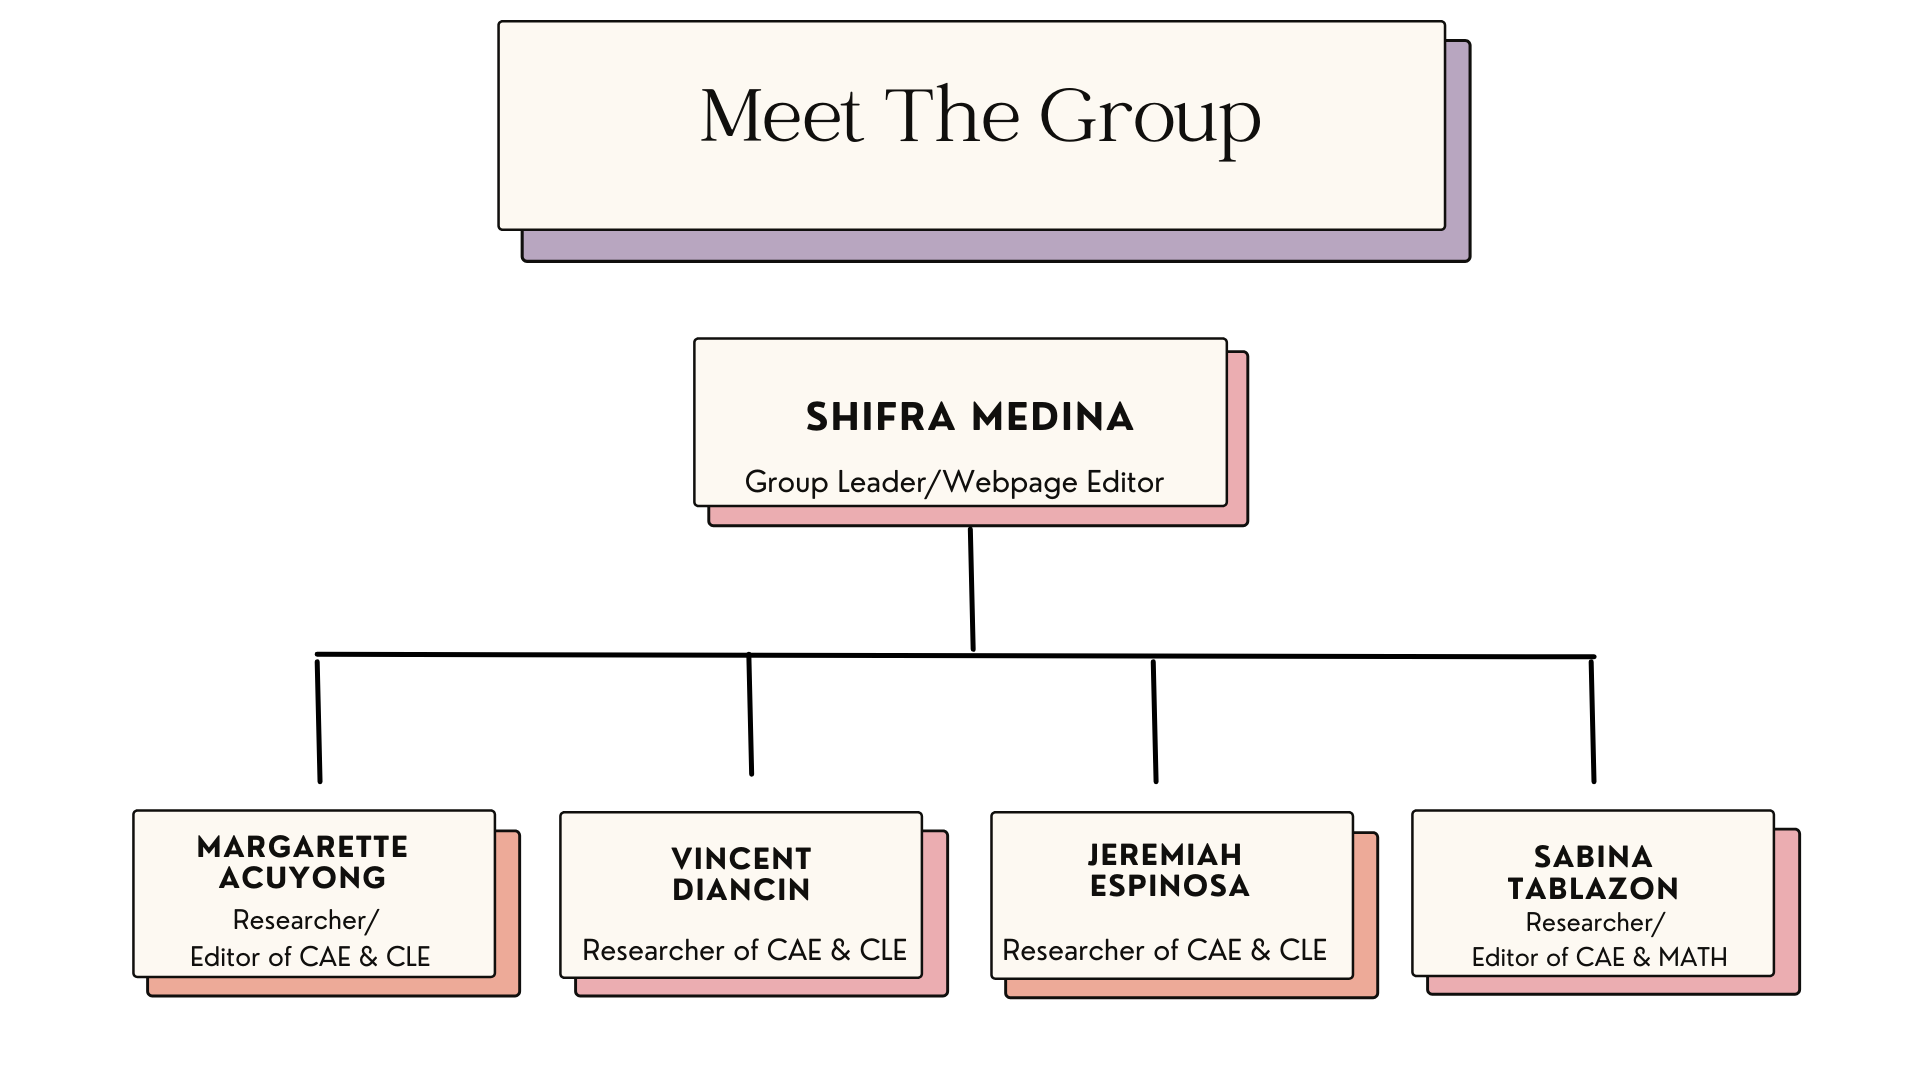 Meet The Group
SHIFRA MEDINA
Group Leader/Webpage Editor
MARGARETTE
ACUYONG
Researcher/
Editor of CAE & CLE
VINCENT
DIANCIN
Researcher of CAE & CLE
JEREMIAH
ESPINOSA
Researcher of CAE & CLE
SABINA
TABLAZON
Researcher/
Editor of CAE & MATH